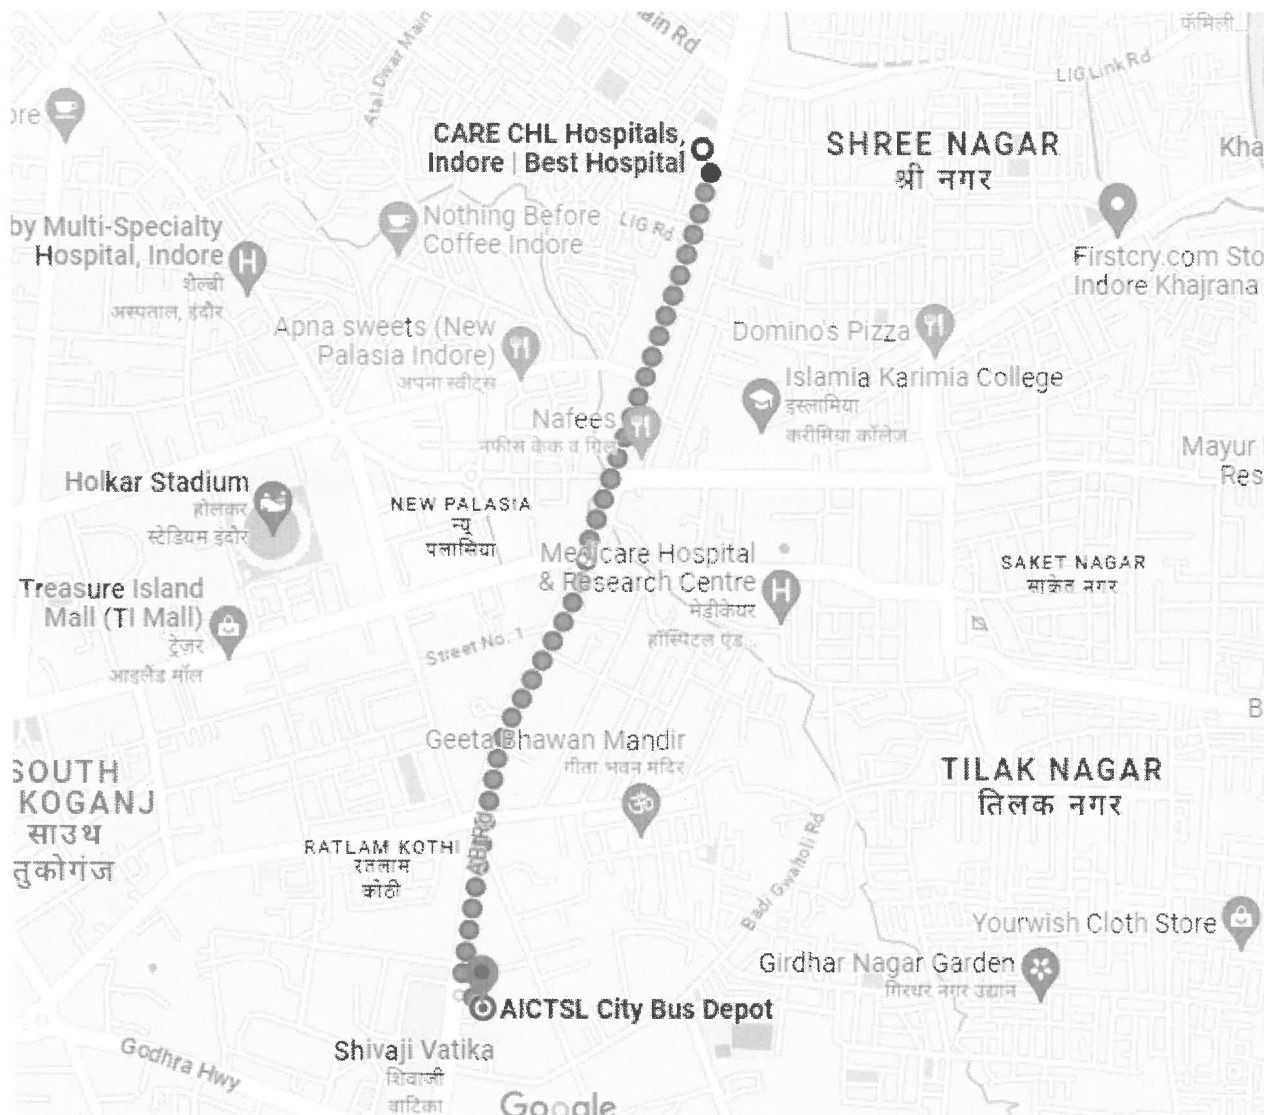 फॅमिली...
ain Rd
LIG Link Rd
Atal Dwar Main
ore
CARE CHL Hospitals,
Indore | Best Hospital
SHREE NAGAR
श्री नगर
Kha
by Multi-Specialty
Hospital, Indore
शैल्बी
अस्पताल, इंदौर
Nothing Before
Coffee Indore
LIG Rd
Firstcry.com Sto
Indore Khajrana
Apna sweets (New
Palasia Indore)
अपना स्वीट्स
Domino's Pizza
Islamia Karimia College
इस्लामिया
करीमिया कॉलेज
Nafees
नफीस केक व ग्रिल
Mayur
Res
Holkar Stadium
होलकर
स्टेडियम इंदौर
NEW PALASIA
न्यू
पलासिया
Medicare Hospital
& Research Centre
मेडीकेयर
हॉस्पिटल एंड...
SAKET NAGAR
साकेत नगर
Treasure Island
Mall (TI Mall)
ट्रेज़र
आइलैंड मॉल
Street No. 1
B
Geeta Bhawan Mandir
गीता भवन मंदिर
SOUTH
KOGANJ
साउथ
तुकोगंज
TILAK NAGAR
तिलक नगर
RATLAM KOTHI
रतलाम
कोठी
AB Rd
Badi Gwaltoli Rd
Yourwish Cloth Store
Girdhar Nagar Garden
गिरधर नगर उद्यान
AICTSL City Bus Depot
Shivaji Vatika
शिवाजी
वाटिका
Godhra Hwy
Google